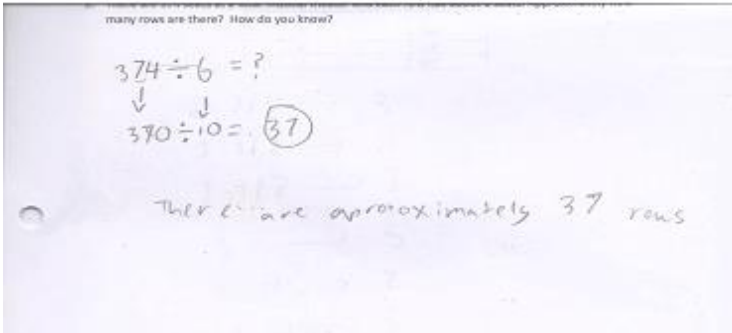 many rows are there? How do you know?
374 ÷ 6 = ?
370 ÷ 10 = 37
There are aproximately 37 rows